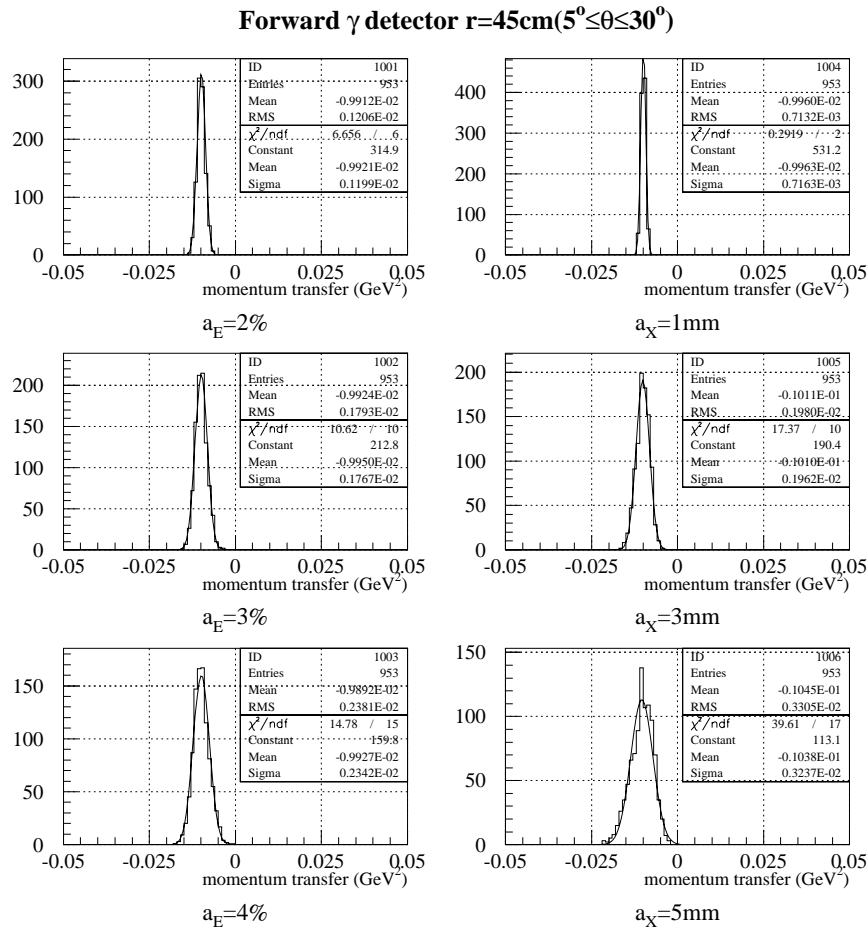 Forward γ detector r=45cm(5°≤θ≤30°)
ID 1001
Entries 953
Mean -0.9912E-02
RMS 0.1206E-02
χ²/ndf 6.656 / 6
Constant 314.9
Mean -0.9921E-02
Sigma 0.1199E-02
300
200
100
0
-0.05 -0.025 0 0.025 0.05
momentum transfer (GeV²)
a_E=2%
ID 1004
Entries 953
Mean -0.9960E-02
RMS 0.7132E-03
χ²/ndf 0.2919 / 2
Constant 531.2
Mean -0.9963E-02
Sigma 0.7163E-03
400
300
200
100
0
-0.05 -0.025 0 0.025 0.05
momentum transfer (GeV²)
a_X=1mm
ID 1002
Entries 953
Mean -0.9924E-02
RMS 0.1793E-02
χ²/ndf 10.62 / 10
Constant 212.8
Mean -0.9950E-02
Sigma 0.1767E-02
200
150
100
50
0
-0.05 -0.025 0 0.025 0.05
momentum transfer (GeV²)
a_E=3%
ID 1005
Entries 953
Mean -0.1011E-01
RMS 0.1980E-02
χ²/ndf 17.37 / 10
Constant 190.4
Mean -0.1010E-01
Sigma 0.1962E-02
200
150
100
50
0
-0.05 -0.025 0 0.025 0.05
momentum transfer (GeV²)
a_X=3mm
ID 1003
Entries 953
Mean -0.9892E-02
RMS 0.2381E-02
χ²/ndf 14.78 / 15
Constant 159.8
Mean -0.9927E-02
Sigma 0.2342E-02
150
100
50
0
-0.05 -0.025 0 0.025 0.05
momentum transfer (GeV²)
a_E=4%
ID 1006
Entries 953
Mean -0.1045E-01
RMS 0.3305E-02
χ²/ndf 39.61 / 17
Constant 113.1
Mean -0.1038E-01
Sigma 0.3237E-02
150
100
50
0
-0.05 -0.025 0 0.025 0.05
momentum transfer (GeV²)
a_X=5mm